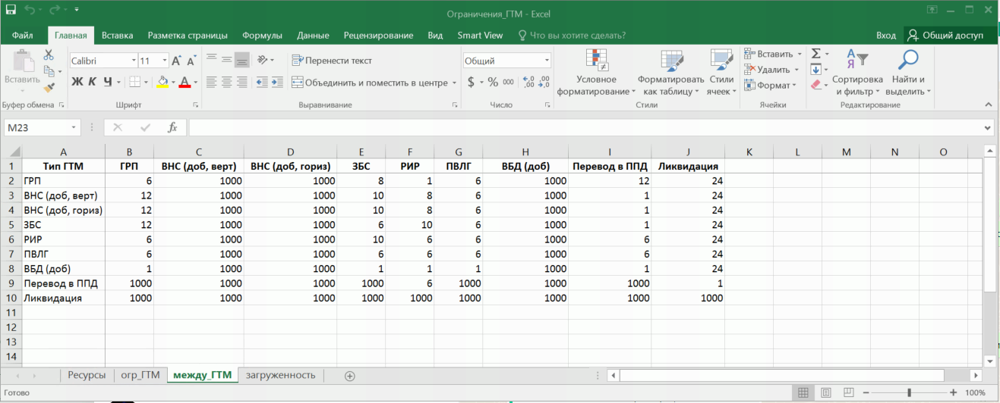 Ограничения_ГТМ - Excel
Файл Главная Вставка Разметка страницы Формулы Данные Рецензирование Вид Smart View Что вы хотите сделать? Вход Общий доступ
Вставить
Буфер обмена
Calibri 11
Ж К Ч
Шрифт
Перенести текст
Объединить и поместить в центре
Выравнивание
Общий
$ % 000
Число
Условное форматирование
Форматировать как таблицу
Стили ячеек
Стили
Вставить
Удалить
Формат
Ячейки
Сортировка и фильтр
Найти и выделить
Редактирование
M23 fx
A B C D E F G H I J K L M N O
1 Тип ГТМ ГРП ВНС (доб, верт) ВНС (доб, гориз) ЗБС РИР ПВЛГ ВБД (доб) Перевод в ППД Ликвидация
2 ГРП 6 1000 1000 8 1 6 1000 12 24
3 ВНС (доб, верт) 12 1000 1000 10 8 6 1000 1 24
4 ВНС (доб, гориз) 12 1000 1000 10 8 6 1000 1 24
5 ЗБС 12 1000 1000 6 10 6 1000 1 24
6 РИР 6 1000 1000 10 6 6 1000 6 24
7 ПВЛГ 6 1000 1000 6 6 6 1000 6 24
8 ВБД (доб) 1 1000 1000 1 1 1 1000 1 24
9 Перевод в ППД 1000 1000 1000 1000 6 1000 1000 1000 1
10 Ликвидация 1000 1000 1000 1000 1000 1000 1000 1000 1000
11
12
13
14
Ресурсы огр_ГТМ между_ГТМ загруженность
Готово 100%